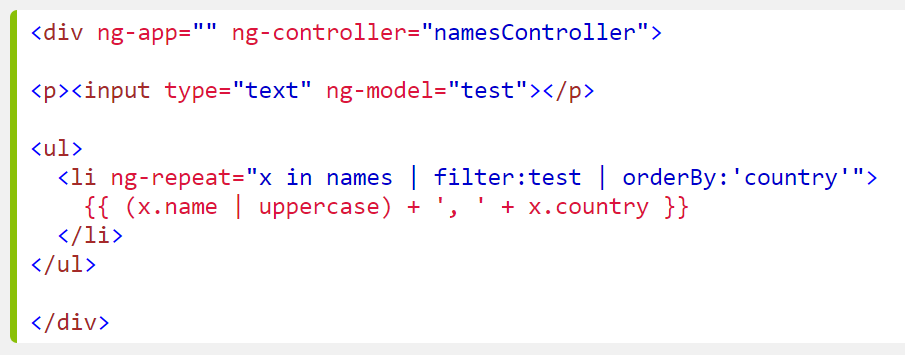 <div ng-app="" ng-controller="namesController">
<p><input type="text" ng-model="test"></p>
<ul>
<li ng-repeat="x in names | filter:test | orderBy:'country'">
{{ (x.name | uppercase) + ', ' + x.country }}
</li>
</ul>
</div>